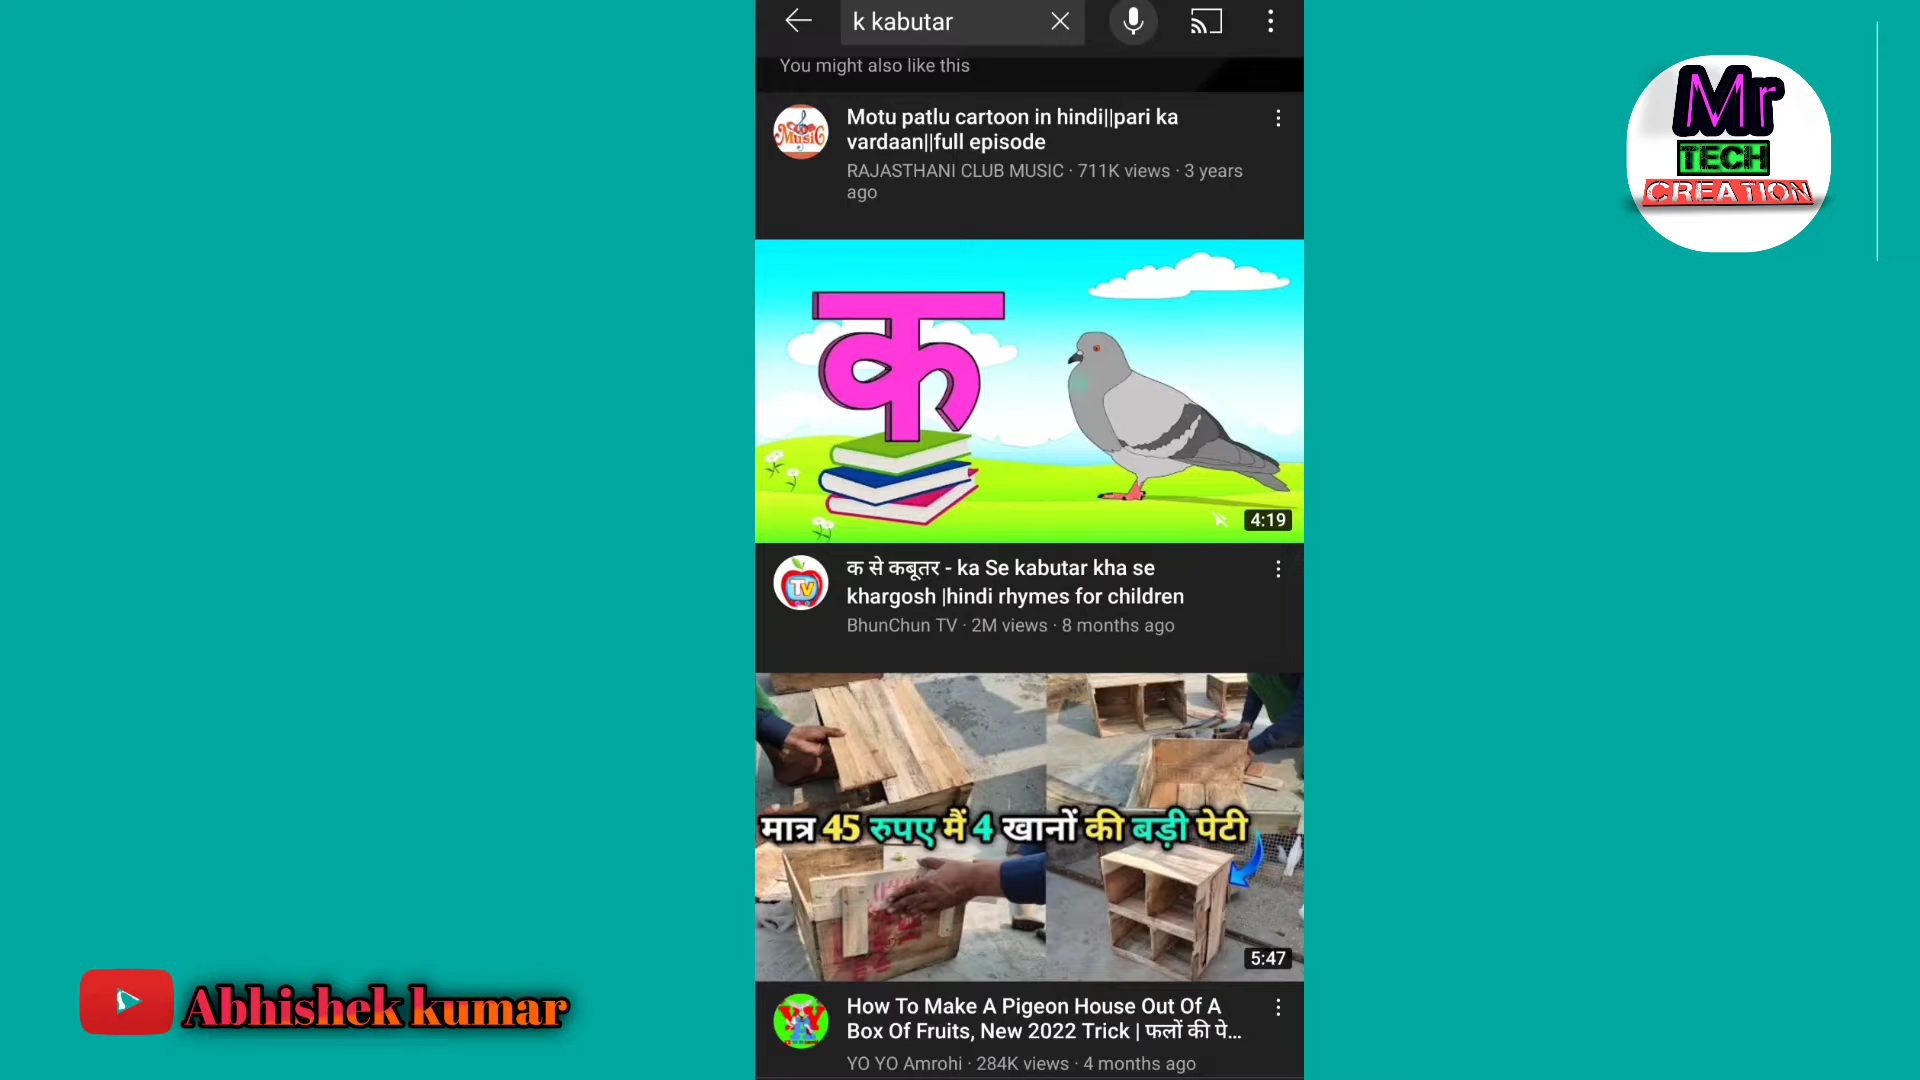 k kabutar
You might also like this
Motu patlu cartoon in hindi||pari ka
vardaan||full episode
RAJASTHANI CLUB MUSIC · 711K views · 3 years
ago
MUSIC
क
4:19
क से कबूतर - ka Se kabutar kha se
khargosh |hindi rhymes for children
BhunChun TV · 2M views · 8 months ago
TV
मात्र 45 रुपए मैं 4 खानों की बड़ी पेटी
5:47
How To Make A Pigeon House Out Of A
Box Of Fruits, New 2022 Trick | फलों की पे...
YO YO Amrohi · 284K views · 4 months ago
Mr
TECH
CREATION
Abhishek kumar